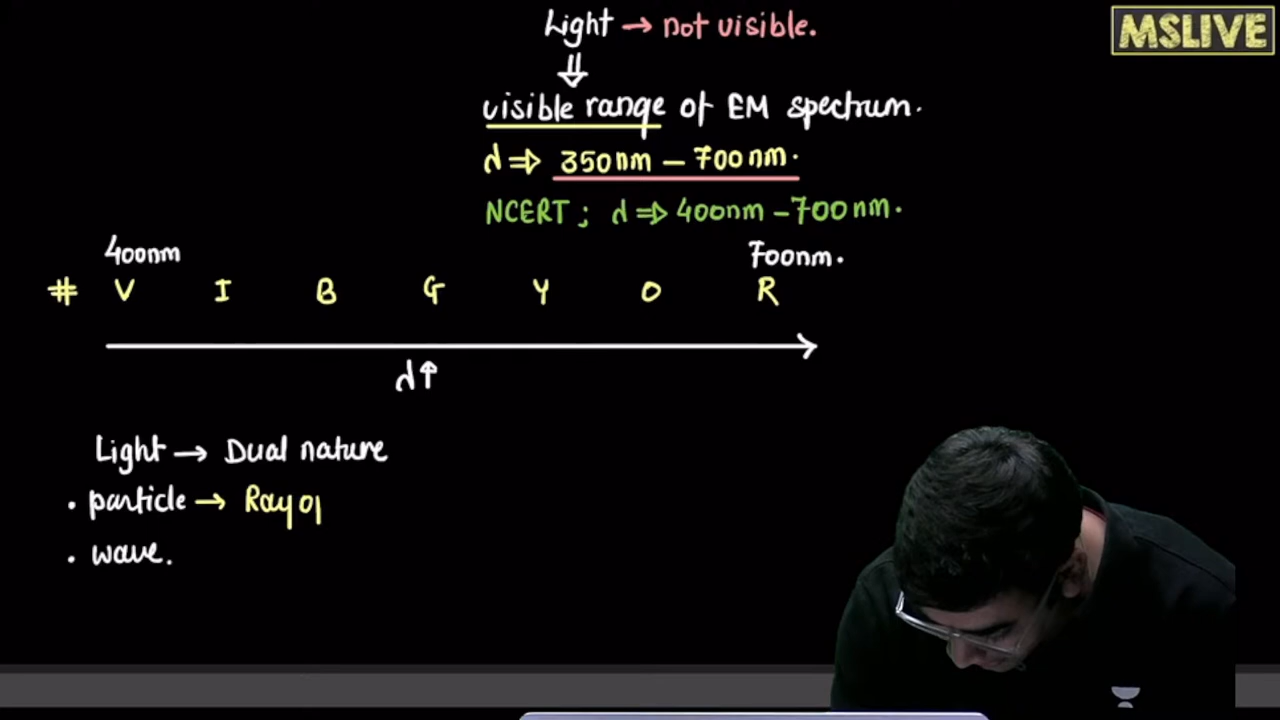 Light → not visible.
MSLIVE
⇓
visible range of EM spectrum.
λ ⇒ 350nm – 700nm.
NCERT ; λ ⇒ 400nm – 700nm.
400nm 700nm.
# V I B G Y O R
λ↑
Light → Dual nature
• particle → Ray
• wave.